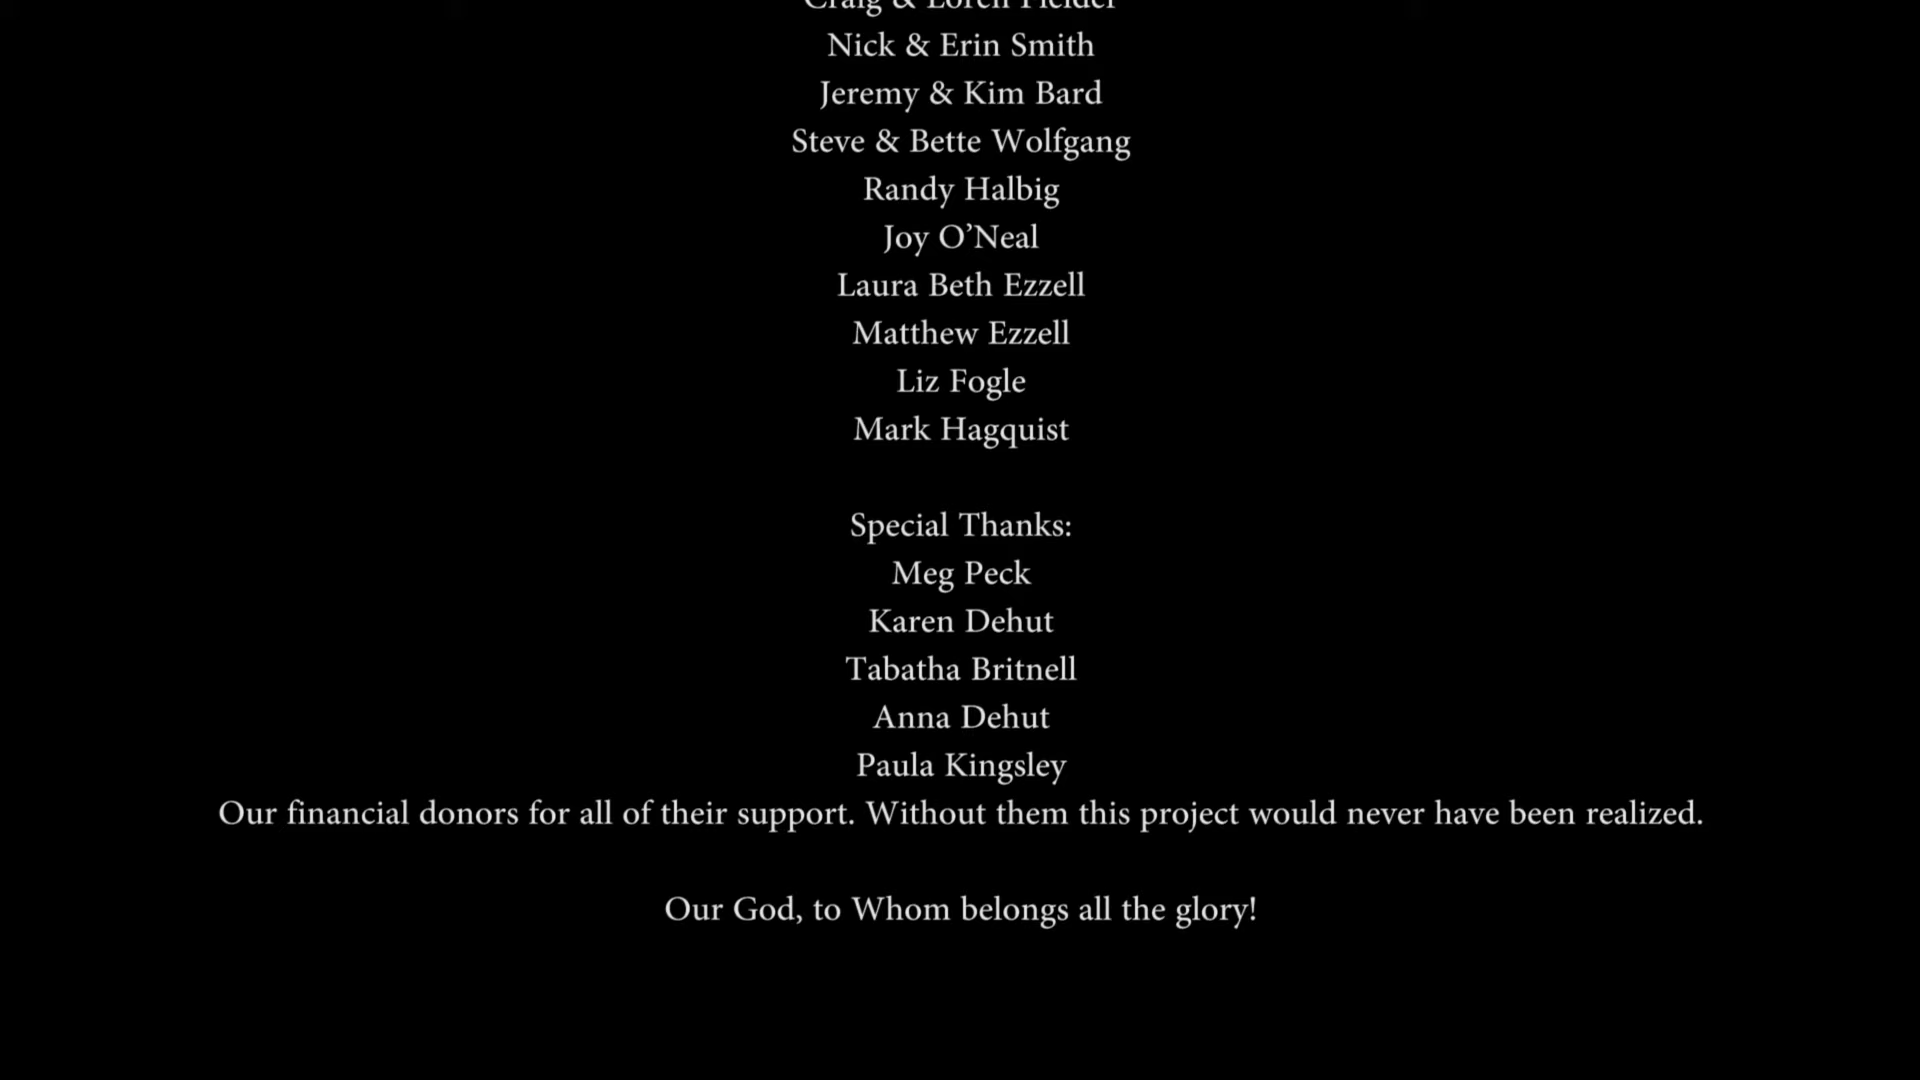 Craig & Loren Fielder
Nick & Erin Smith
Jeremy & Kim Bard
Steve & Bette Wolfgang
Randy Halbig
Joy O’Neal
Laura Beth Ezzell
Matthew Ezzell
Liz Fogle
Mark Hagquist
Special Thanks:
Meg Peck
Karen Dehut
Tabatha Britnell
Anna Dehut
Paula Kingsley
Our financial donors for all of their support. Without them this project would never have been realized.
Our God, to Whom belongs all the glory!